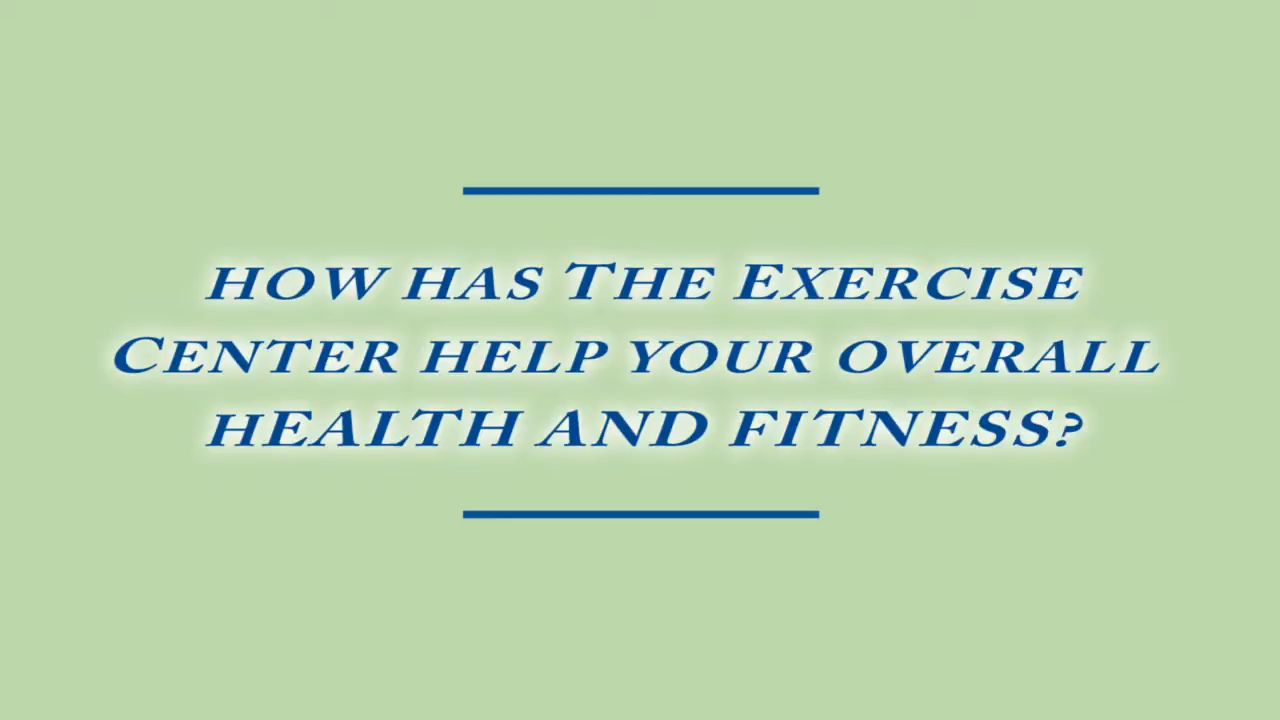 HOW HAS THE EXERCISE
CENTER HELP YOUR OVERALL
HEALTH AND FITNESS?